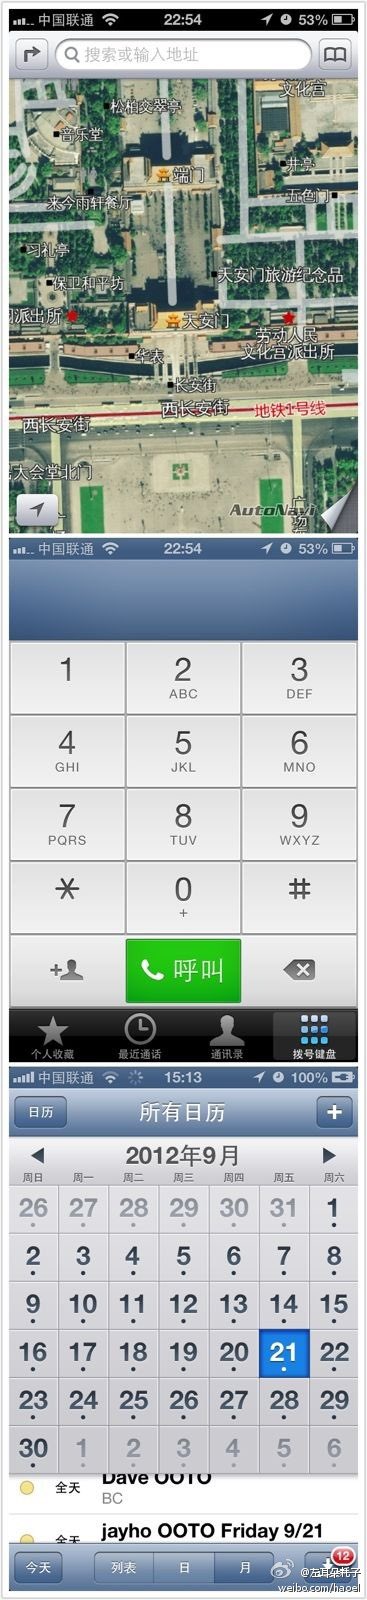 中国联通 22:54 53%
搜索或输入地址
松柏交翠亭
文化宫
音乐堂
端门
井亭
来今雨轩餐厅
五色门
习礼亭
保卫和平坊
天安门旅游纪念品
派出所
天安门
劳动人民
文化宫派出所
华表
长安街
西长安街
地铁1号线
西长安街
大会堂北门
AutoNavi
中国联通 22:54 53%
1 2 3
ABC DEF
4 5 6
GHI JKL MNO
7 8 9
PQRS TUV WXYZ
* 0 #
+
+ 呼叫
个人收藏 最近通话 通讯录 拨号键盘
中国联通 15:13 100%
日历 所有日历 +
2012年9月
周日 周一 周二 周三 周四 周五 周六
26 27 28 29 30 31 1
2 3 4 5 6 7 8
9 10 11 12 13 14 15
16 17 18 19 20 21 22
23 24 25 26 27 28 29
30 1 2 3 4 5 6
全天 Dave OOTO
BC
全天 jayho OOTO Friday 9/21
今天 列表 日 月 12
@左耳朵耗子
weibo.com/haoel